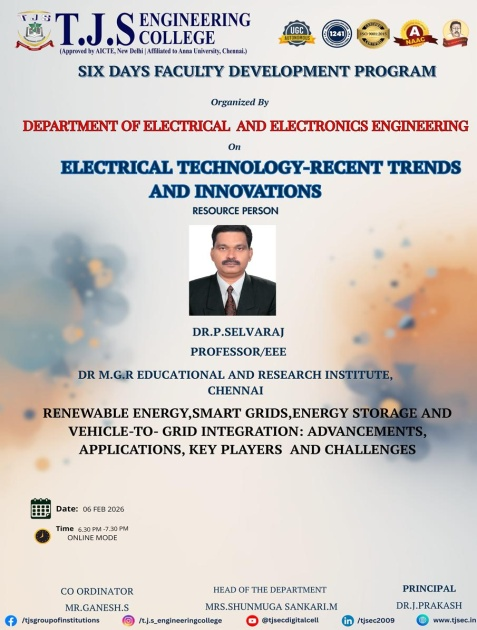 T.J.S ENGINEERING COLLEGE
(Approved by AICTE, New Delhi | Affiliated to Anna University, Chennai.)
UGC
AUTONOMOUS
1241
A
NAAC
SIX DAYS FACULTY DEVELOPMENT PROGRAM
Organized By
DEPARTMENT OF ELECTRICAL AND ELECTRONICS ENGINEERING
On
ELECTRICAL TECHNOLOGY-RECENT TRENDS
AND INNOVATIONS
RESOURCE PERSON
DR.P.SELVARAJ
PROFESSOR/EEE
DR M.G.R EDUCATIONAL AND RESEARCH INSTITUTE,
CHENNAI
RENEWABLE ENERGY,SMART GRIDS,ENERGY STORAGE AND
VEHICLE-TO- GRID INTEGRATION: ADVANCEMENTS,
APPLICATIONS, KEY PLAYERS AND CHALLENGES
Date: 06 FEB 2026
Time 6.30 PM -7.30 PM
ONLINE MODE
CO ORDINATOR
MR.GANESH.S
HEAD OF THE DEPARTMENT
MRS.SHUNMUGA SANKARI.M
PRINCIPAL
DR.J.PRAKASH
/tjsgroupofinstitutions
/t.j.s_engineeringcollege
@tjsecdigitalcell
/tjsec2009
www.tjsec.in